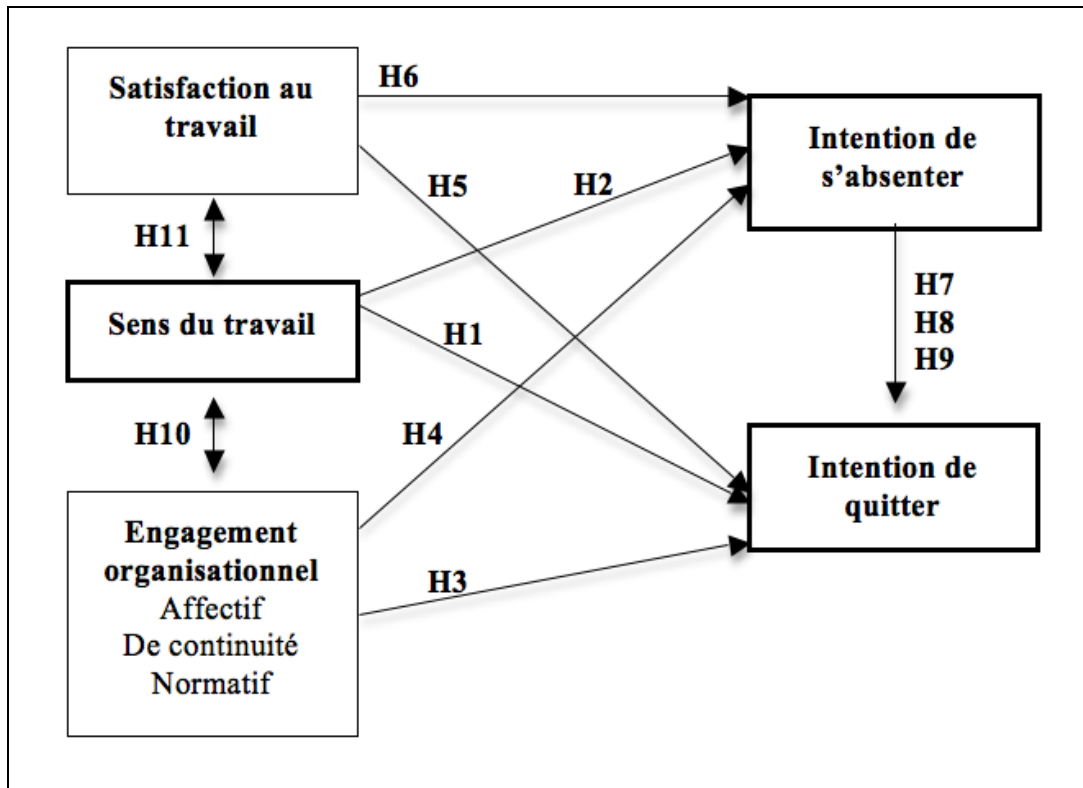 Satisfaction au
travail
H6
Intention de
s’absenter
H5
H2
H11
Sens du travail
H1
H7
H8
H9
H10
H4
Intention de
quitter
Engagement
organisationnel
Affectif
De continuité
Normatif
H3